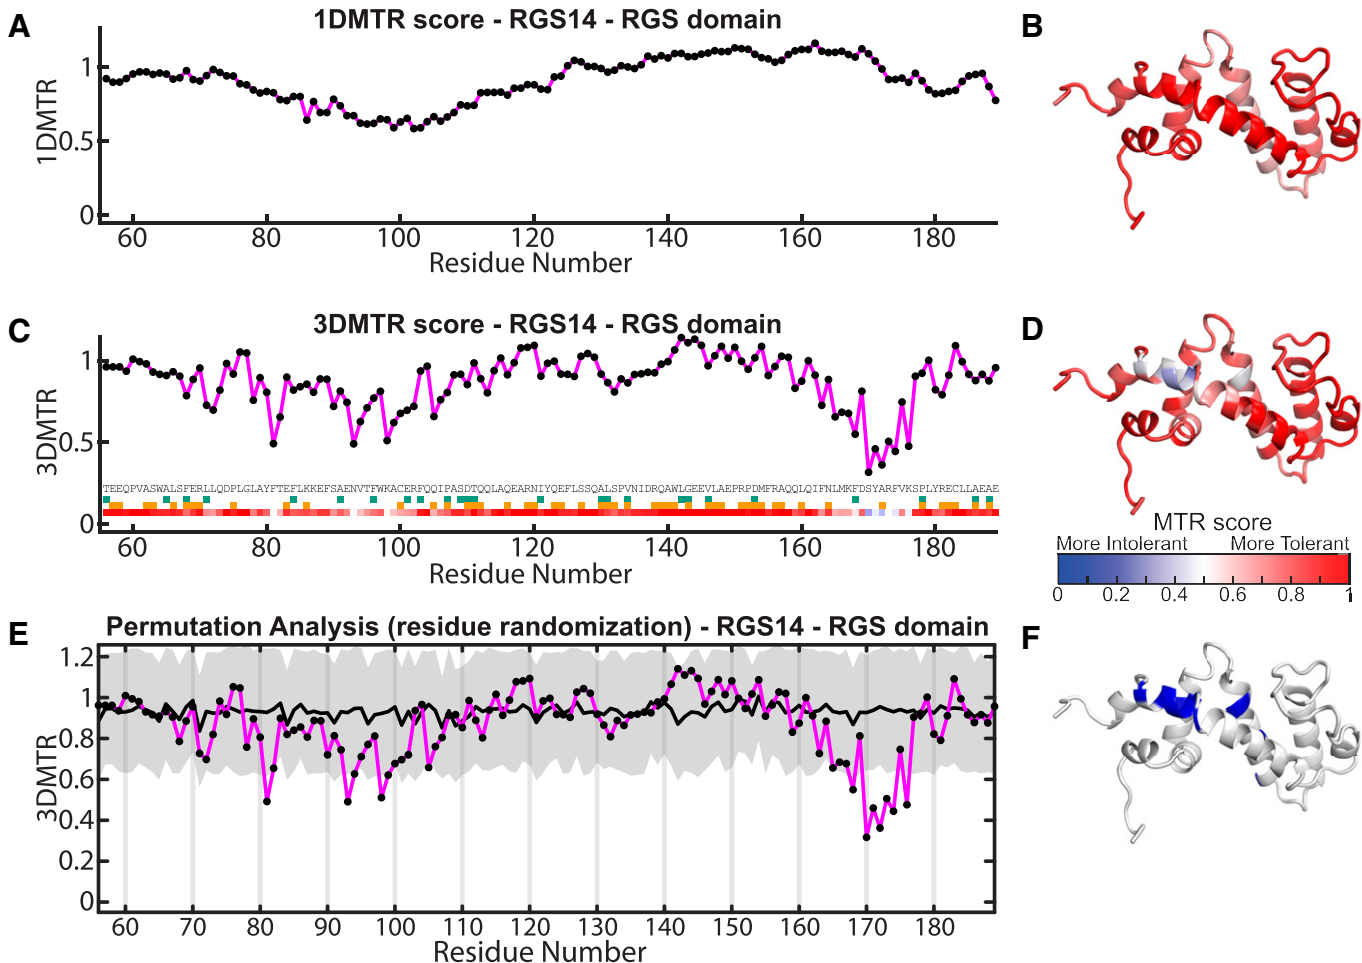 A
1DMTR score - RGS14 - RGS domain
1DMTR
1
0.5
0
60 80 100 120 140 160 180
Residue Number
B
C
3DMTR score - RGS14 - RGS domain
3DMTR
1
0.5
0
TEEQPVASWALSFERLLQDPLGLAYFTEFLKKEFSAENVTFWKACERFQQIPASDTQQLAQEARNIYQEFLSSQALSPVNIDRQAWLGEEVLAEPRPDMFRAQQLQIFNLMKFDSYARFVKSPLYRECLLAEAE
60 80 100 120 140 160 180
Residue Number
D
MTR score
More Intolerant More Tolerant
0 0.2 0.4 0.6 0.8 1
E
Permutation Analysis (residue randomization) - RGS14 - RGS domain
3DMTR
1.2
1
0.8
0.6
0.4
0.2
0
60 70 80 90 100 110 120 130 140 150 160 170 180
Residue Number
F